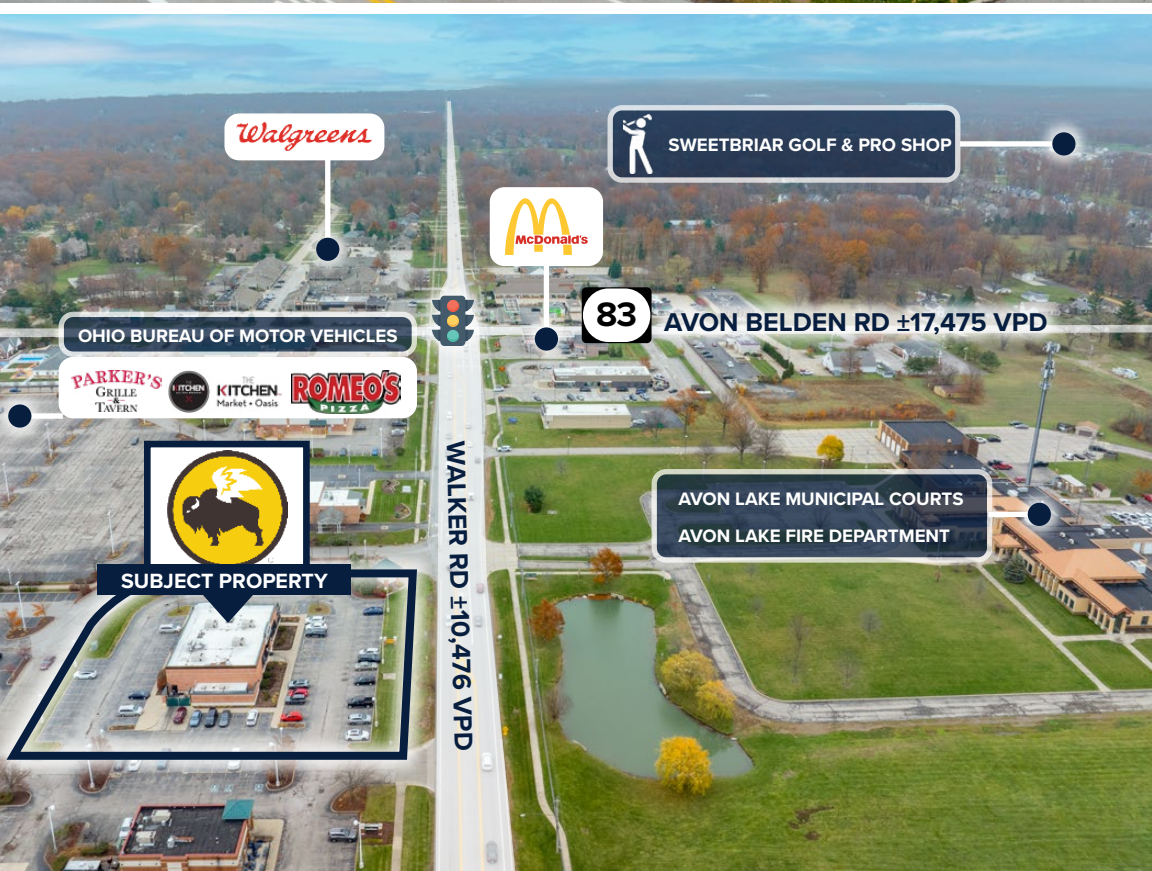 Walgreens
SWEETBRIAR GOLF & PRO SHOP
McDonald's
83
AVON BELDEN RD ±17,475 VPD
OHIO BUREAU OF MOTOR VEHICLES
PARKER'S
GRILLE
&
TAVERN
KITCHEN
THE
KITCHEN
Market • Oasis
ROMEO'S
PIZZA
WALKER RD ±10,476 VPD
AVON LAKE MUNICIPAL COURTS
AVON LAKE FIRE DEPARTMENT
SUBJECT PROPERTY